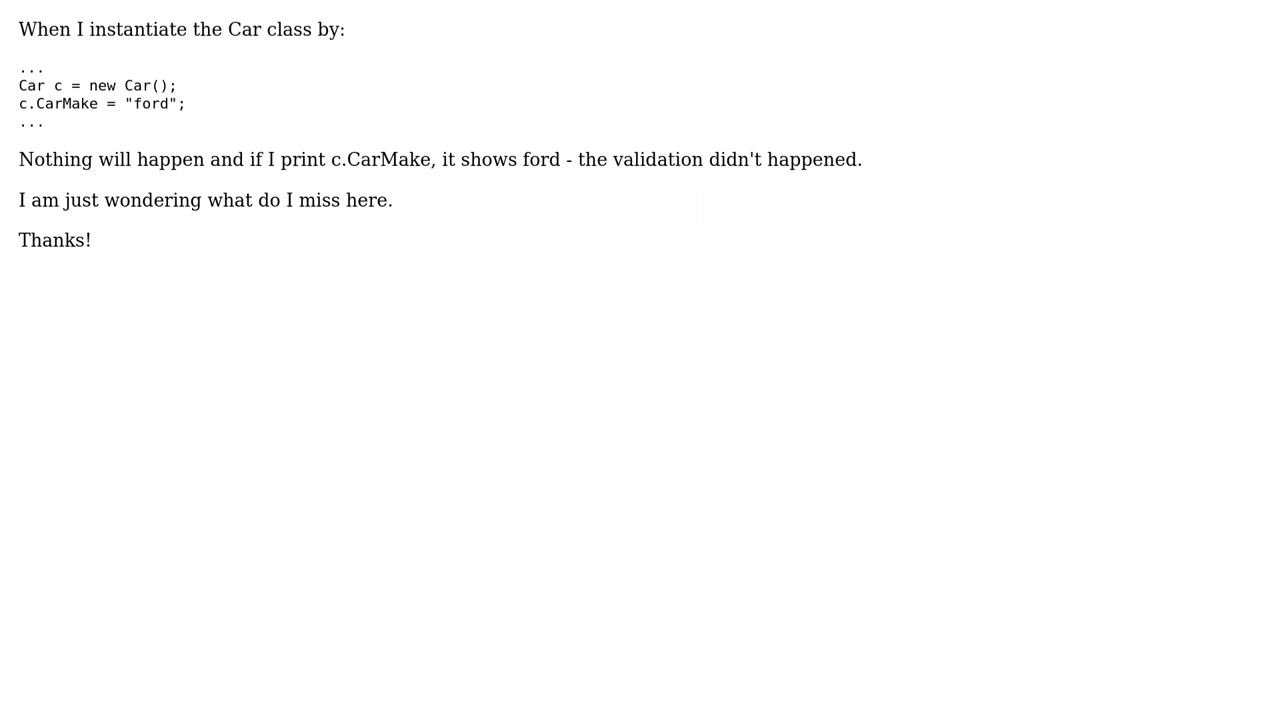 When I instantiate the Car class by:
...
Car c = new Car();
c.CarMake = "ford";
...
Nothing will happen and if I print c.CarMake, it shows ford - the validation didn't happened.
I am just wondering what do I miss here.
Thanks!